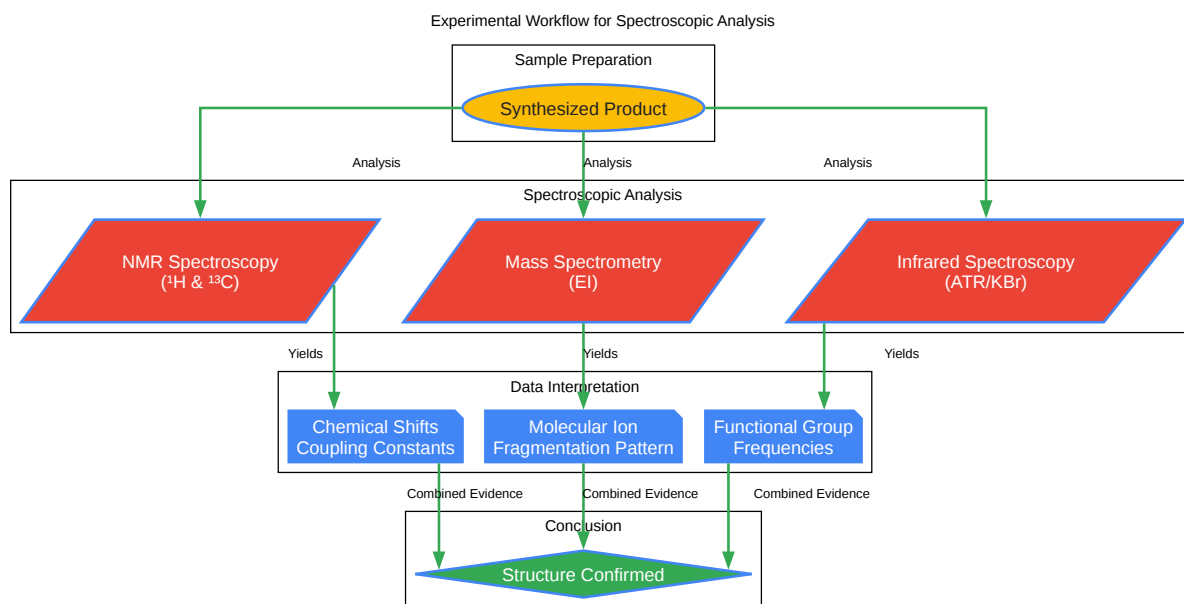 Experimental Workflow for Spectroscopic Analysis
Sample Preparation
Synthesized Product
Analysis
Analysis
Analysis
Spectroscopic Analysis
NMR Spectroscopy
(¹H & ¹³C)
Mass Spectrometry
(EI)
Infrared Spectroscopy
(ATR/KBr)
Yields
Yields
Yields
Data Interpretation
Chemical Shifts
Coupling Constants
Molecular Ion
Fragmentation Pattern
Functional Group
Frequencies
Combined Evidence
Combined Evidence
Combined Evidence
Conclusion
Structure Confirmed